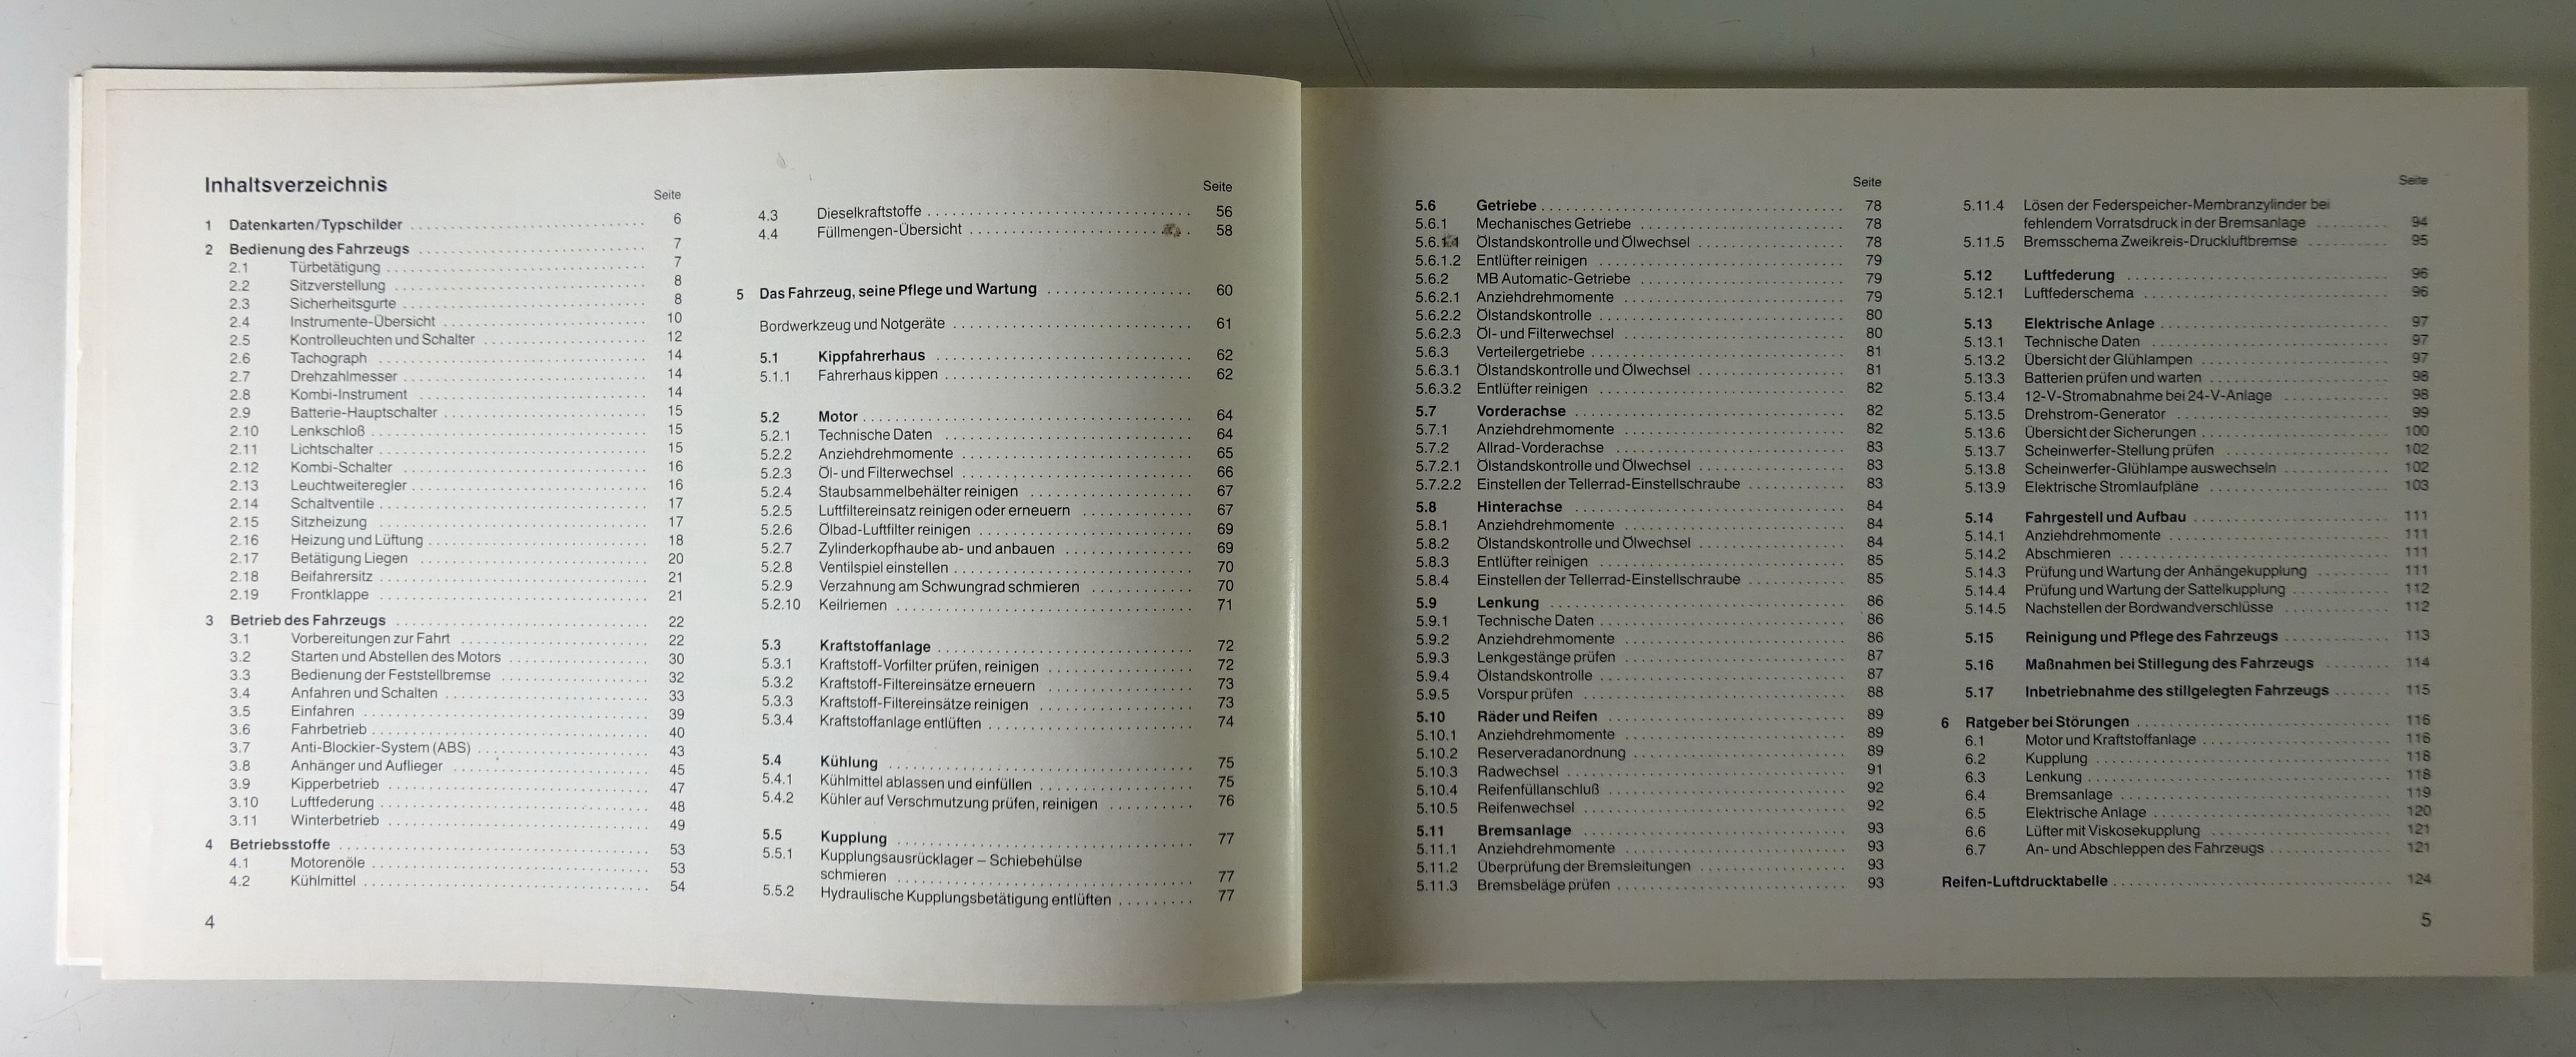 Inhaltsverzeichnis
Seite
1 Datenkarten/Typschilder 6
2 Bedienung des Fahrzeugs 7
2.1 Türbetätigung 7
2.2 Sitzverstellung 8
2.3 Sicherheitsgurte 8
2.4 Instrumente-Übersicht 10
2.5 Kontrolleuchten und Schalter 12
2.6 Tachograph 14
2.7 Drehzahlmesser 14
2.8 Kombi-Instrument 14
2.9 Batterie-Hauptschalter 15
2.10 Lenkschloß 15
2.11 Lichtschalter 15
2.12 Kombi-Schalter 16
2.13 Leuchtweiteregler 16
2.14 Schaltventile 17
2.15 Sitzheizung 17
2.16 Heizung und Lüftung 18
2.17 Betätigung Liegen 20
2.18 Beifahrersitz 21
2.19 Frontklappe 21
3 Betrieb des Fahrzeugs 22
3.1 Vorbereitungen zur Fahrt 22
3.2 Starten und Abstellen des Motors 30
3.3 Bedienung der Feststellbremse 32
3.4 Anfahren und Schalten 33
3.5 Einfahren 39
3.6 Fahrbetrieb 40
3.7 Anti-Blockier-System (ABS) 43
3.8 Anhänger und Auflieger 45
3.9 Kipperbetrieb 47
3.10 Luftfederung 48
3.11 Winterbetrieb 49
4 Betriebsstoffe 53
4.1 Motorenöle 53
4.2 Kühlmittel 54
4
Seite
4.3 Dieselkraftstoffe 56
4.4 Füllmengen-Übersicht 58
5 Das Fahrzeug, seine Pflege und Wartung 60
Bordwerkzeug und Notgeräte 61
5.1 Kippfahrerhaus 62
5.1.1 Fahrerhaus kippen 62
5.2 Motor 64
5.2.1 Technische Daten 64
5.2.2 Anziehdrehmomente 65
5.2.3 Öl- und Filterwechsel 66
5.2.4 Staubsammelbehälter reinigen 67
5.2.5 Luftfiltereinsatz reinigen oder erneuern 67
5.2.6 Ölbad-Luftfilter reinigen 69
5.2.7 Zylinderkopfhaube ab- und anbauen 69
5.2.8 Ventilspiel einstellen 70
5.2.9 Verzahnung am Schwungrad schmieren 70
5.2.10 Keilriemen 71
5.3 Kraftstoffanlage 72
5.3.1 Kraftstoff-Vorfilter prüfen, reinigen 72
5.3.2 Kraftstoff-Filtereinsätze erneuern 73
5.3.3 Kraftstoff-Filtereinsätze reinigen 73
5.3.4 Kraftstoffanlage entlüften 74
5.4 Kühlung 75
5.4.1 Kühlmittel ablassen und einfüllen 75
5.4.2 Kühler auf Verschmutzung prüfen, reinigen 76
5.5 Kupplung 77
5.5.1 Kupplungsausrücklager – Schiebehülse
schmieren 77
5.5.2 Hydraulische Kupplungsbetätigung entlüften 77
Seite
5.6 Getriebe 78
5.6.1 Mechanisches Getriebe 78
5.6.1.1 Ölstandskontrolle und Ölwechsel 78
5.6.1.2 Entlüfter reinigen 79
5.6.2 MB Automatic-Getriebe 79
5.6.2.1 Anziehdrehmomente 79
5.6.2.2 Ölstandskontrolle 80
5.6.2.3 Öl- und Filterwechsel 80
5.6.3 Verteilergetriebe 81
5.6.3.1 Ölstandskontrolle und Ölwechsel 81
5.6.3.2 Entlüfter reinigen 82
5.7 Vorderachse 82
5.7.1 Anziehdrehmomente 82
5.7.2 Allrad-Vorderachse 83
5.7.2.1 Ölstandskontrolle und Ölwechsel 83
5.7.2.2 Einstellen der Tellerrad-Einstellschraube 83
5.8 Hinterachse 84
5.8.1 Anziehdrehmomente 84
5.8.2 Ölstandskontrolle und Ölwechsel 84
5.8.3 Entlüfter reinigen 85
5.8.4 Einstellen der Tellerrad-Einstellschraube 85
5.9 Lenkung 86
5.9.1 Technische Daten 86
5.9.2 Anziehdrehmomente 86
5.9.3 Lenkgestänge prüfen 87
5.9.4 Ölstandskontrolle 87
5.9.5 Vorspur prüfen 88
5.10 Räder und Reifen 89
5.10.1 Anziehdrehmomente 89
5.10.2 Reserveradanordnung 89
5.10.3 Radwechsel 91
5.10.4 Reifenfüllanschluß 92
5.10.5 Reifenwechsel 92
5.11 Bremsanlage 93
5.11.1 Anziehdrehmomente 93
5.11.2 Überprüfung der Bremsleitungen 93
5.11.3 Bremsbeläge prüfen 93
Seite
5.11.4 Lösen der Federspeicher-Membranzylinder bei
fehlendem Vorratsdruck in der Bremsanlage 94
5.11.5 Bremsschema Zweikreis-Druckluftbremse 95
5.12 Luftfederung 96
5.12.1 Luftfederschema 96
5.13 Elektrische Anlage 97
5.13.1 Technische Daten 97
5.13.2 Übersicht der Glühlampen 97
5.13.3 Batterien prüfen und warten 98
5.13.4 12-V-Stromabnahme bei 24-V-Anlage 98
5.13.5 Drehstrom-Generator 99
5.13.6 Übersicht der Sicherungen 100
5.13.7 Scheinwerfer-Stellung prüfen 102
5.13.8 Scheinwerfer-Glühlampe auswechseln 102
5.13.9 Elektrische Stromlaufpläne 103
5.14 Fahrgestell und Aufbau 111
5.14.1 Anziehdrehmomente 111
5.14.2 Abschmieren 111
5.14.3 Prüfung und Wartung der Anhängekupplung 111
5.14.4 Prüfung und Wartung der Sattelkupplung 112
5.14.5 Nachstellen der Bordwandverschlüsse 112
5.15 Reinigung und Pflege des Fahrzeugs 113
5.16 Maßnahmen bei Stillegung des Fahrzeugs 114
5.17 Inbetriebnahme des stillgelegten Fahrzeugs 115
6 Ratgeber bei Störungen 116
6.1 Motor und Kraftstoffanlage 116
6.2 Kupplung 118
6.3 Lenkung 118
6.4 Bremsanlage 119
6.5 Elektrische Anlage 120
6.6 Lüfter mit Viskosekupplung 121
6.7 An- und Abschleppen des Fahrzeugs 121
Reifen-Luftdrucktabelle 124
5